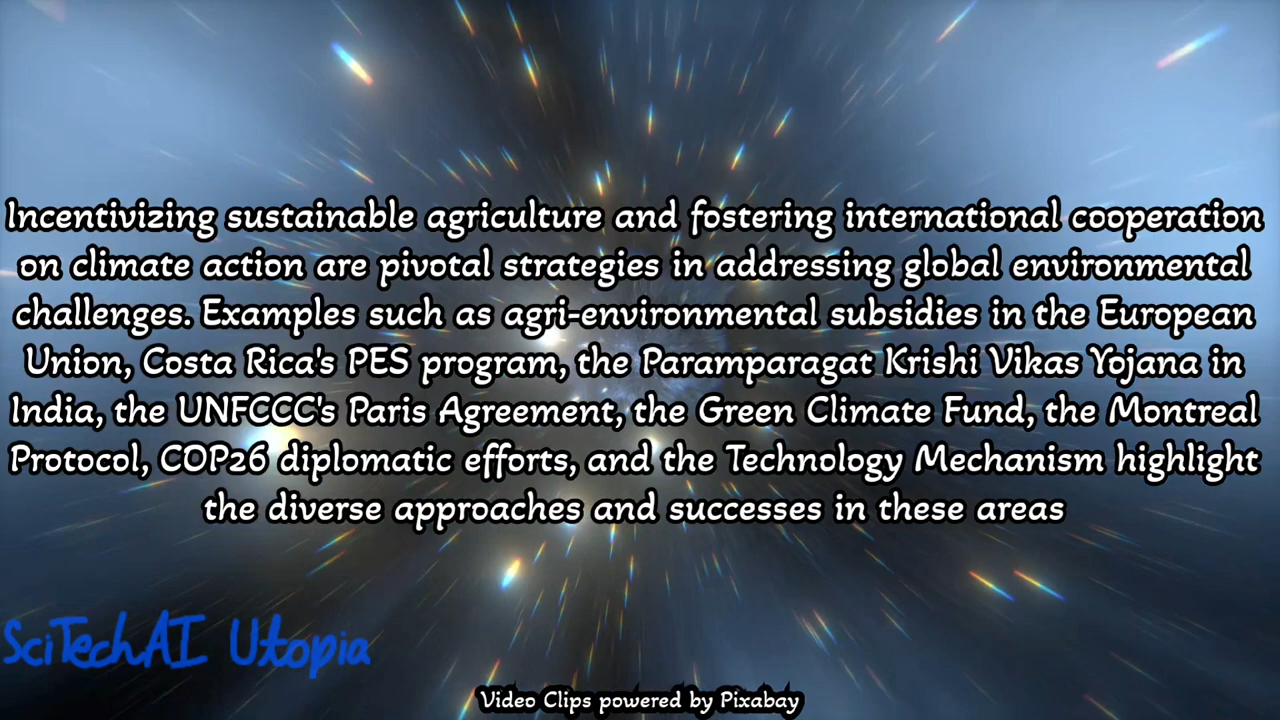 Incentivizing sustainable agriculture and fostering international cooperation
on climate action are pivotal strategies in addressing global environmental
challenges. Examples such as agri-environmental subsidies in the European
Union, Costa Rica's PES program, the Paramparagat Krishi Vikas Yojana in
India, the UNFCCC's Paris Agreement, the Green Climate Fund, the Montreal
Protocol, COP26 diplomatic efforts, and the Technology Mechanism highlight
the diverse approaches and successes in these areas
SciTechAI Utopia
Video Clips powered by Pixabay